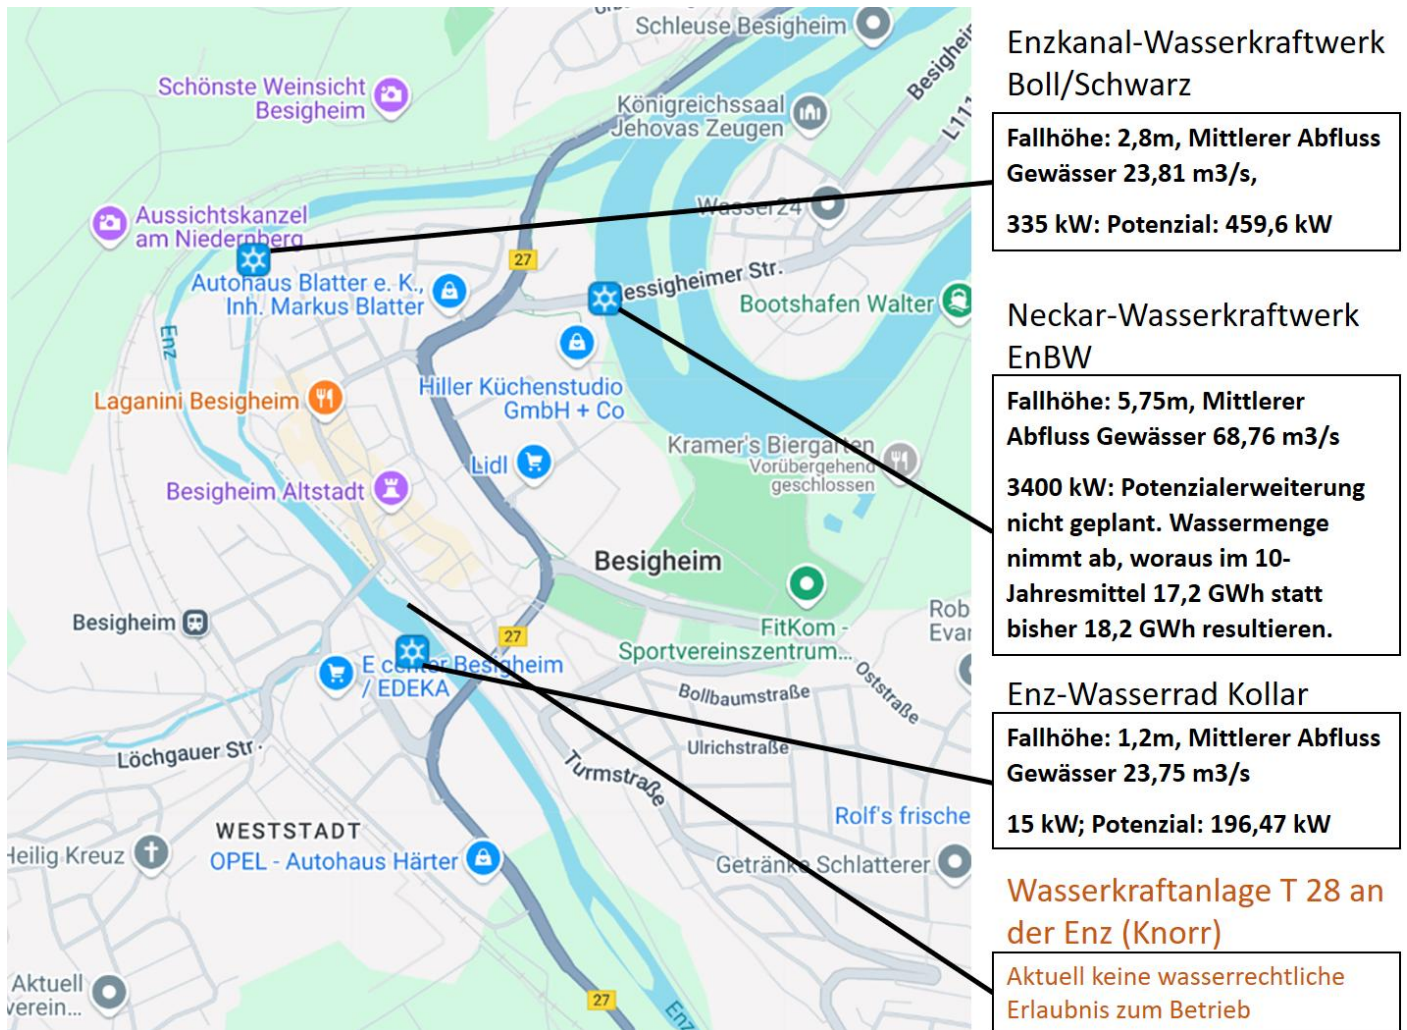 Schleuse Besigheim
Schönste Weinsicht
Besigheim
Königreichssaal
Jehovas Zeugen
Besigheim
L111
Wasser24
Aussichtskanzel
am Niedernberg
27
Autohaus Blatter e. K.,
Inh. Markus Blatter
essigheimer Str.
Bootshafen Walter
Enz
Hiller Küchenstudio
GmbH + Co
Laganini Besigheim
Kramer's Biergarten
Vorübergehend
geschlossen
Lidl
Besigheim Altstadt
Besigheim
Besigheim
FitKom -
Sportvereinszentrum...
Rob
Evan
27
E center Besigheim
/ EDEKA
Bollbaumstraße
Oststraße
Löchgauer Str.
Ulrichstraße
Turmstraße
WESTSTADT
Rolf's frische
Heilig Kreuz
OPEL - Autohaus Härter
Getränke Schlatterer
Aktuell
verein...
27
Enz
Enzkanal-Wasserkraftwerk
Boll/Schwarz
Fallhöhe: 2,8m, Mittlerer Abfluss
Gewässer 23,81 m3/s,
335 kW: Potenzial: 459,6 kW
Neckar-Wasserkraftwerk
EnBW
Fallhöhe: 5,75m, Mittlerer
Abfluss Gewässer 68,76 m3/s
3400 kW: Potenzialerweiterung
nicht geplant. Wassermenge
nimmt ab, woraus im 10-
Jahresmittel 17,2 GWh statt
bisher 18,2 GWh resultieren.
Enz-Wasserrad Kollar
Fallhöhe: 1,2m, Mittlerer Abfluss
Gewässer 23,75 m3/s
15 kW; Potenzial: 196,47 kW
Wasserkraftanlage T 28 an
der Enz (Knorr)
Aktuell keine wasserrechtliche
Erlaubnis zum Betrieb